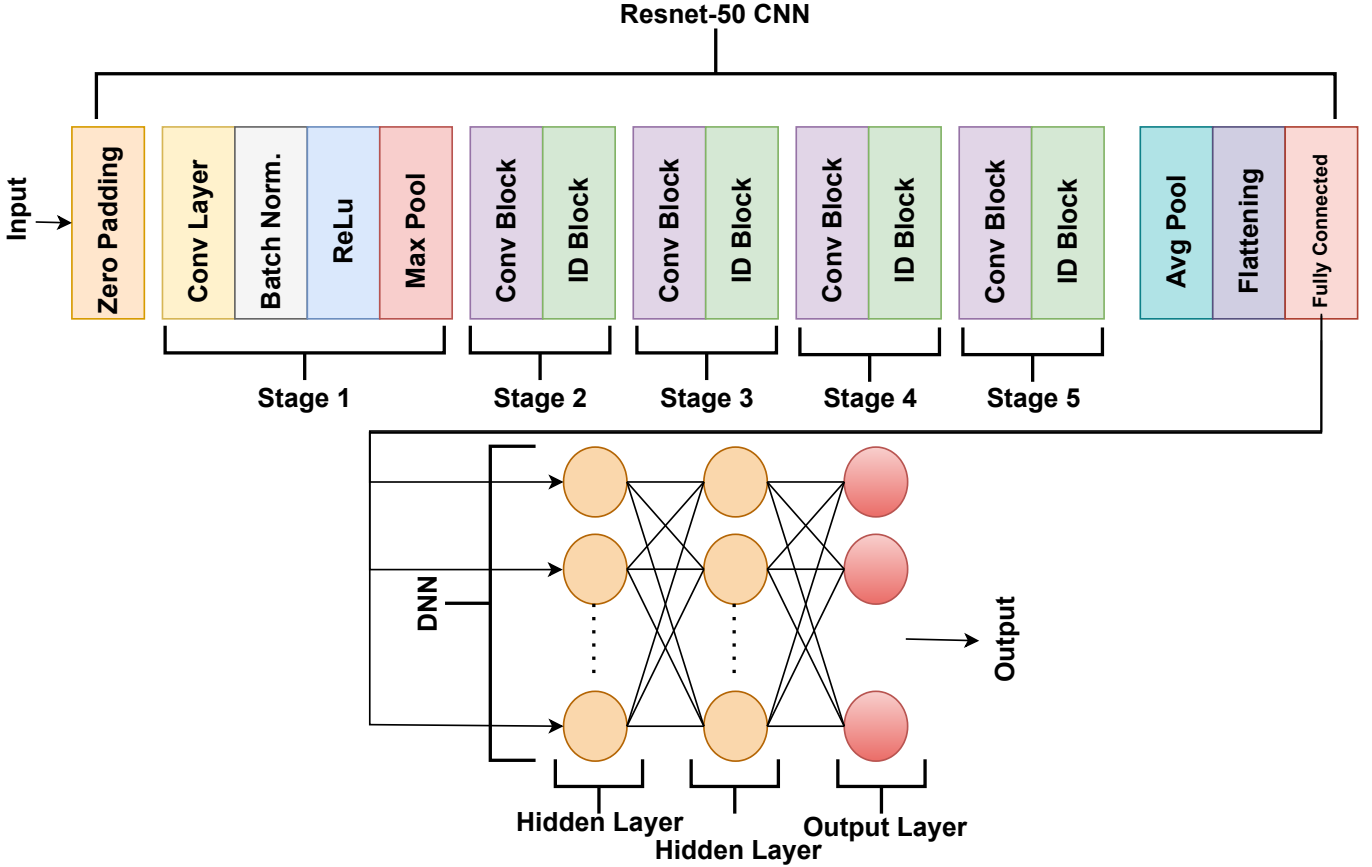 Resnet-50 CNN
Input
Zero Padding
Conv Layer
Batch Norm.
ReLu
Max Pool
Conv Block
ID Block
Conv Block
ID Block
Conv Block
ID Block
Conv Block
ID Block
Avg Pool
Flattening
Fully Connected
Stage 1
Stage 2
Stage 3
Stage 4
Stage 5
DNN
Output
Hidden Layer
Hidden Layer
Output Layer